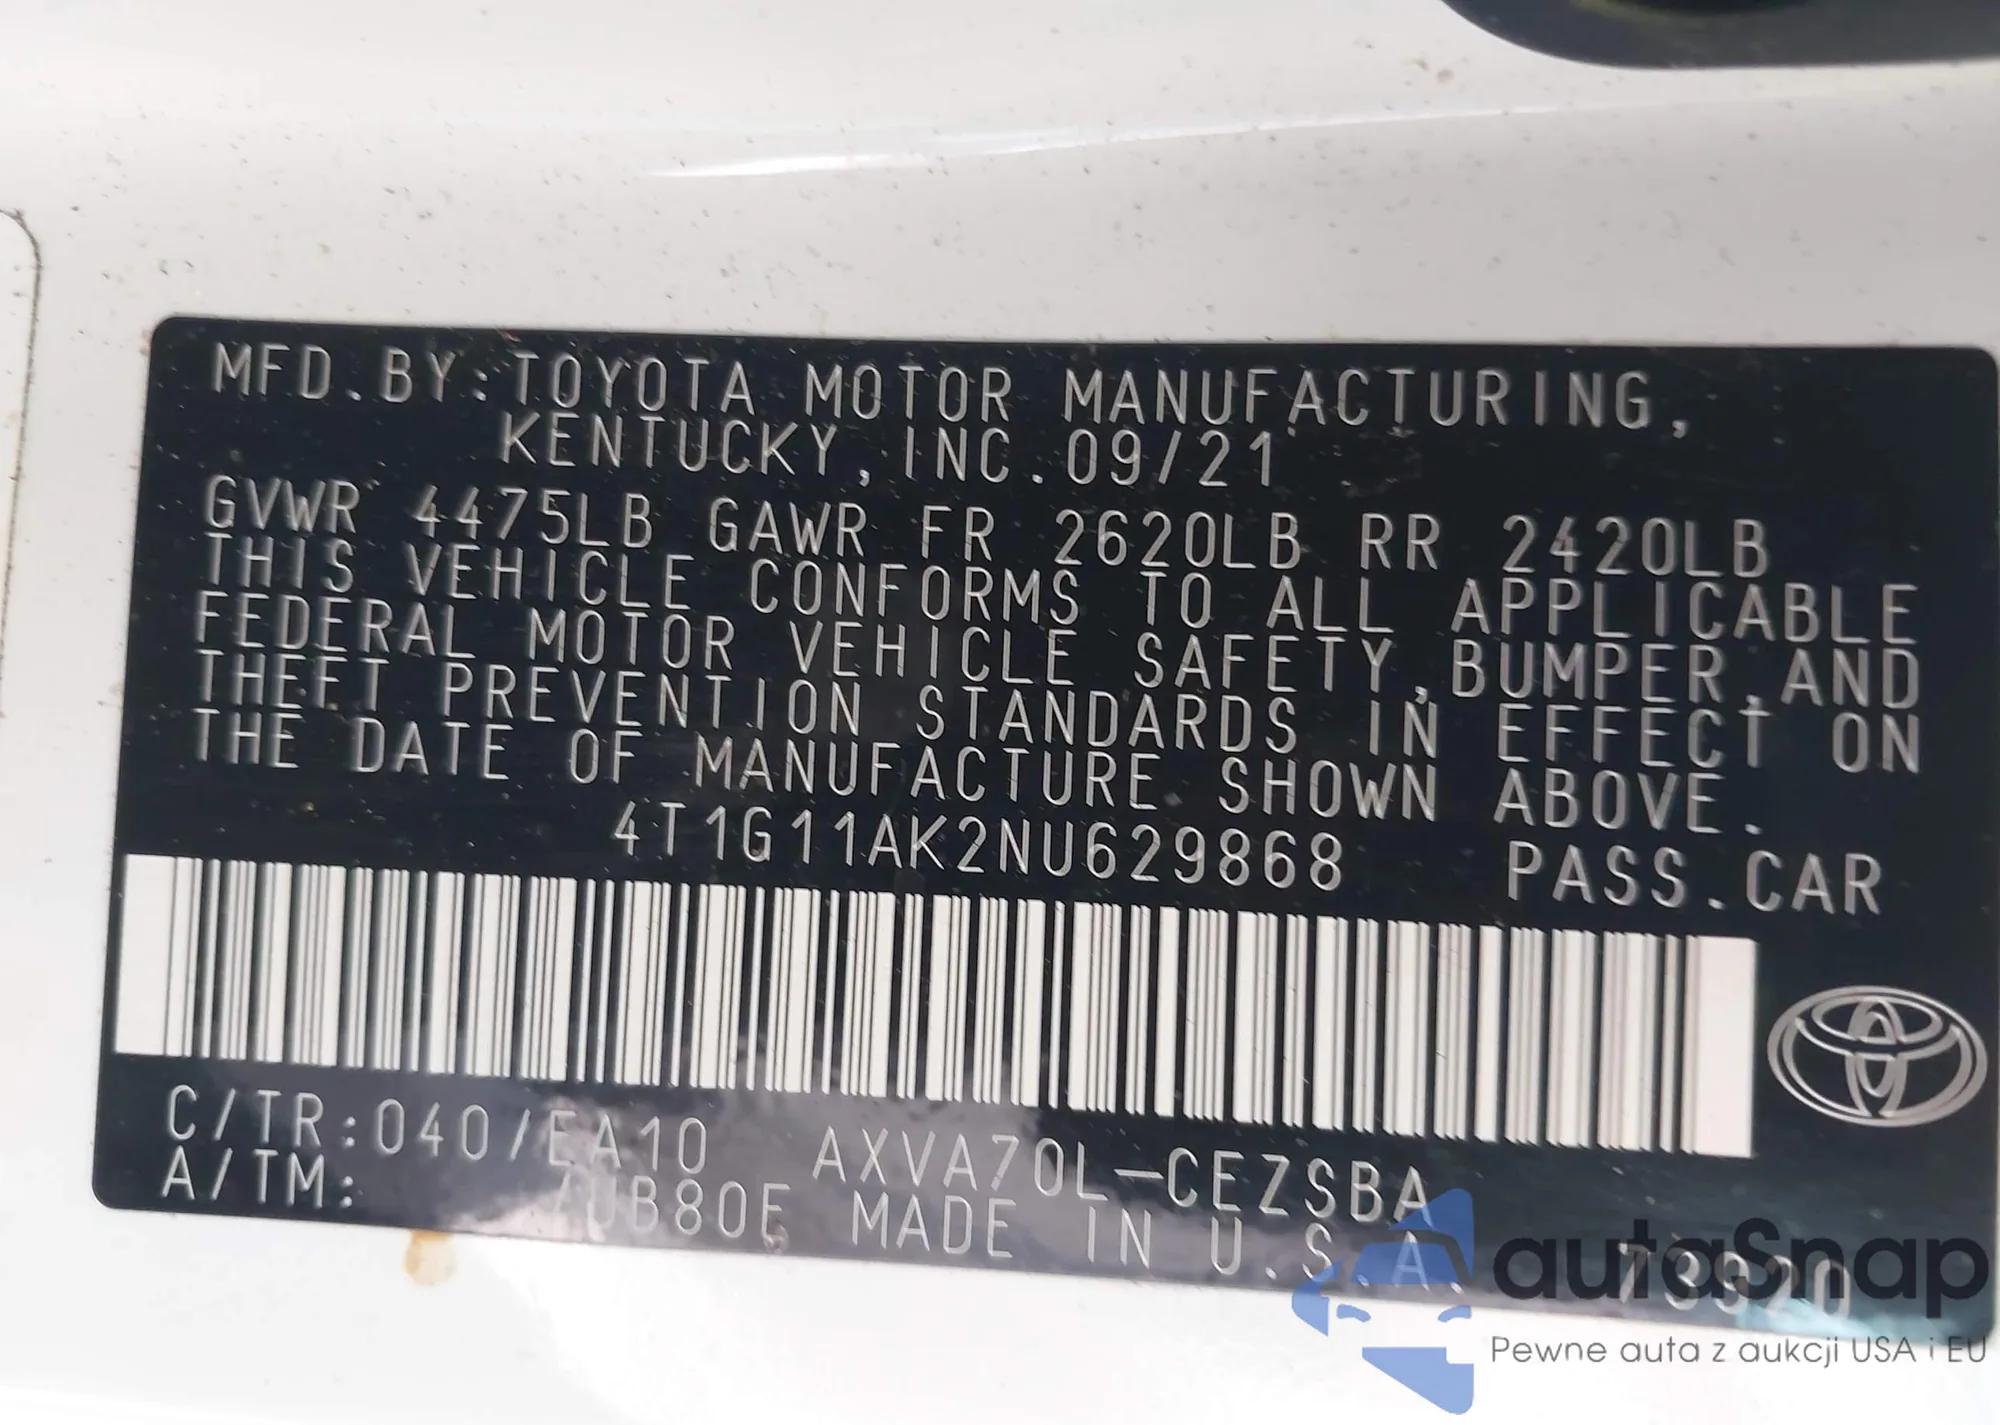 MFD.BY:TOYOTA MOTOR MANUFACTURING,
KENTUCKY,INC.09/21
GVWR 4475LB GAWR FR 2620LB RR 2420LB
THIS VEHICLE CONFORMS TO ALL APPLICABLE
FEDERAL MOTOR VEHICLE SAFETY,BUMPER,AND
THEFT PREVENTION STANDARDS IN EFFECT ON
THE DATE OF MANUFACTURE SHOWN ABOVE.
4T1G11AK2NU629868 PASS.CAR
C/TR:040/EA10 AXVA70L-CEZSBA
A/TM: /UB80E MADE IN U.S.A.
autoSnap
Pewne auta z aukcji USA i EU